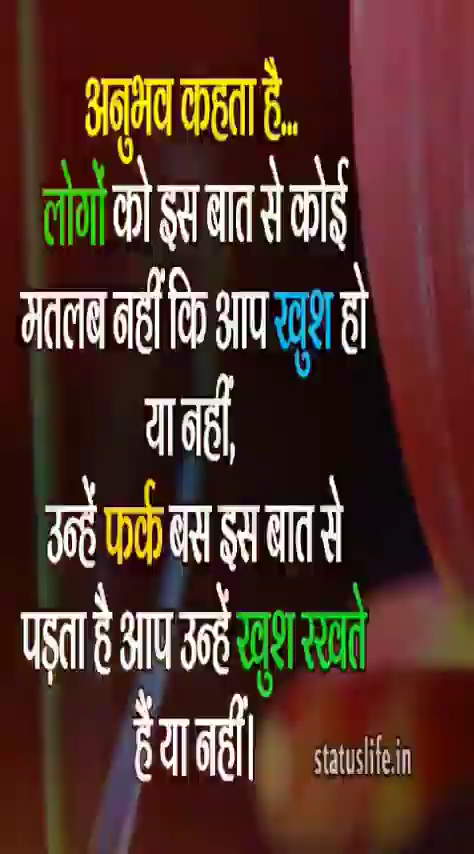 अनुभव कहता है...
लोगों को इस बात से कोई
मतलब नहीं कि आप खुश हो
या नहीं,
उन्हें फर्क बस इस बात से
पड़ता है आप उन्हें खुश रखते
हैं या नहीं।
statuslife.in